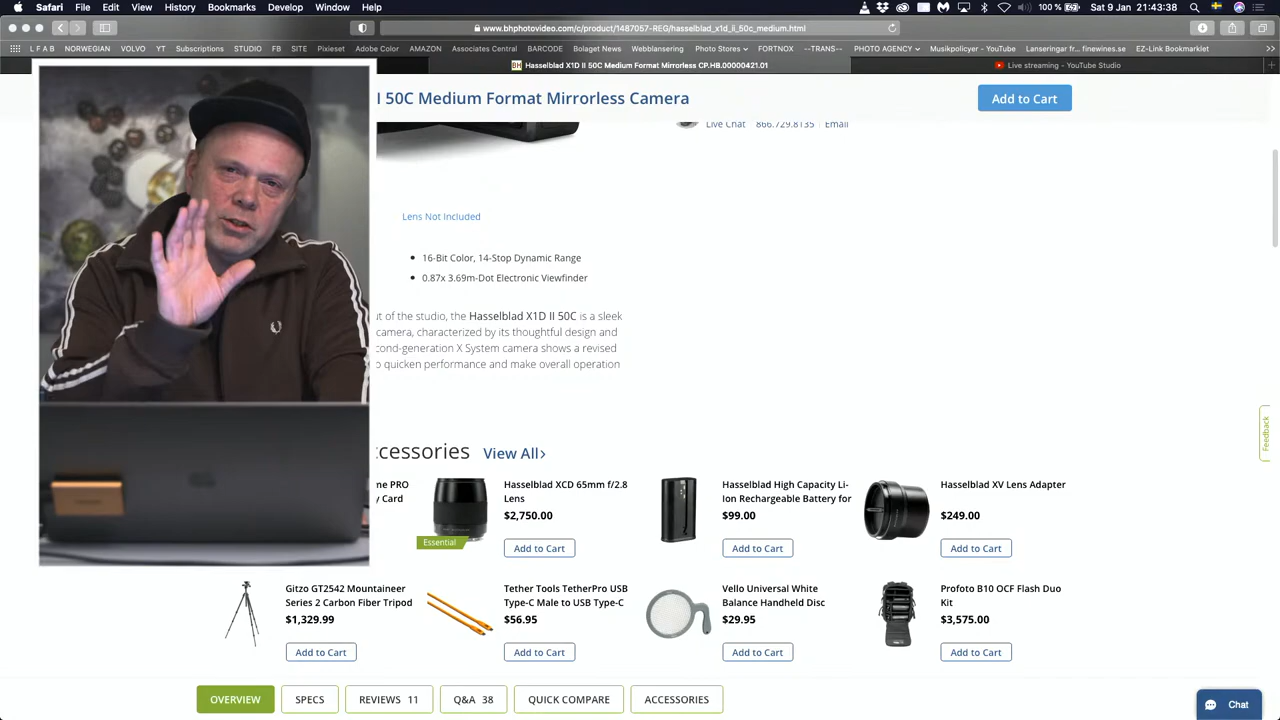 Safari File Edit View History Bookmarks Develop Window Help 100 % Sat 9 Jan 21:43:38
www.bhphotovideo.com/c/product/1487057-REG/hasselblad_x1d_ii_50c_medium.html
L F A B NORWEGIAN VOLVO YT Subscriptions STUDIO FB SITE Pixieset Adobe Color AMAZON Associates Central BARCODE Bolaget News Webblansering Photo Stores FORTNOX --TRANS-- PHOTO AGENCY Musikpolicyer - YouTube Lanseringar fr... finewines.se EZ-Link Bookmarklet
BH Hasselblad X1D II 50C Medium Format Mirrorless CP.HB.00000421.01 Live streaming - YouTube Studio
I 50C Medium Format Mirrorless Camera Add to Cart
Live Chat 866.729.8135 Email
Lens Not Included
• 16-Bit Color, 14-Stop Dynamic Range
• 0.87x 3.69m-Dot Electronic Viewfinder
ut of the studio, the Hasselblad X1D II 50C is a sleek
camera, characterized by its thoughtful design and
cond-generation X System camera shows a revised
o quicken performance and make overall operation
Feedback
ccessories View All
me PRO Hasselblad XCD 65mm f/2.8 Hasselblad High Capacity Li- Hasselblad XV Lens Adapter
y Card Lens Ion Rechargeable Battery for $249.00
$2,750.00 $99.00
Essential
Add to Cart Add to Cart Add to Cart
Gitzo GT2542 Mountaineer Tether Tools TetherPro USB Vello Universal White Profoto B10 OCF Flash Duo
Series 2 Carbon Fiber Tripod Type-C Male to USB Type-C Balance Handheld Disc Kit
$1,329.99 $56.95 $29.95 $3,575.00
Add to Cart Add to Cart Add to Cart Add to Cart
OVERVIEW SPECS REVIEWS 11 Q&A 38 QUICK COMPARE ACCESSORIES Chat